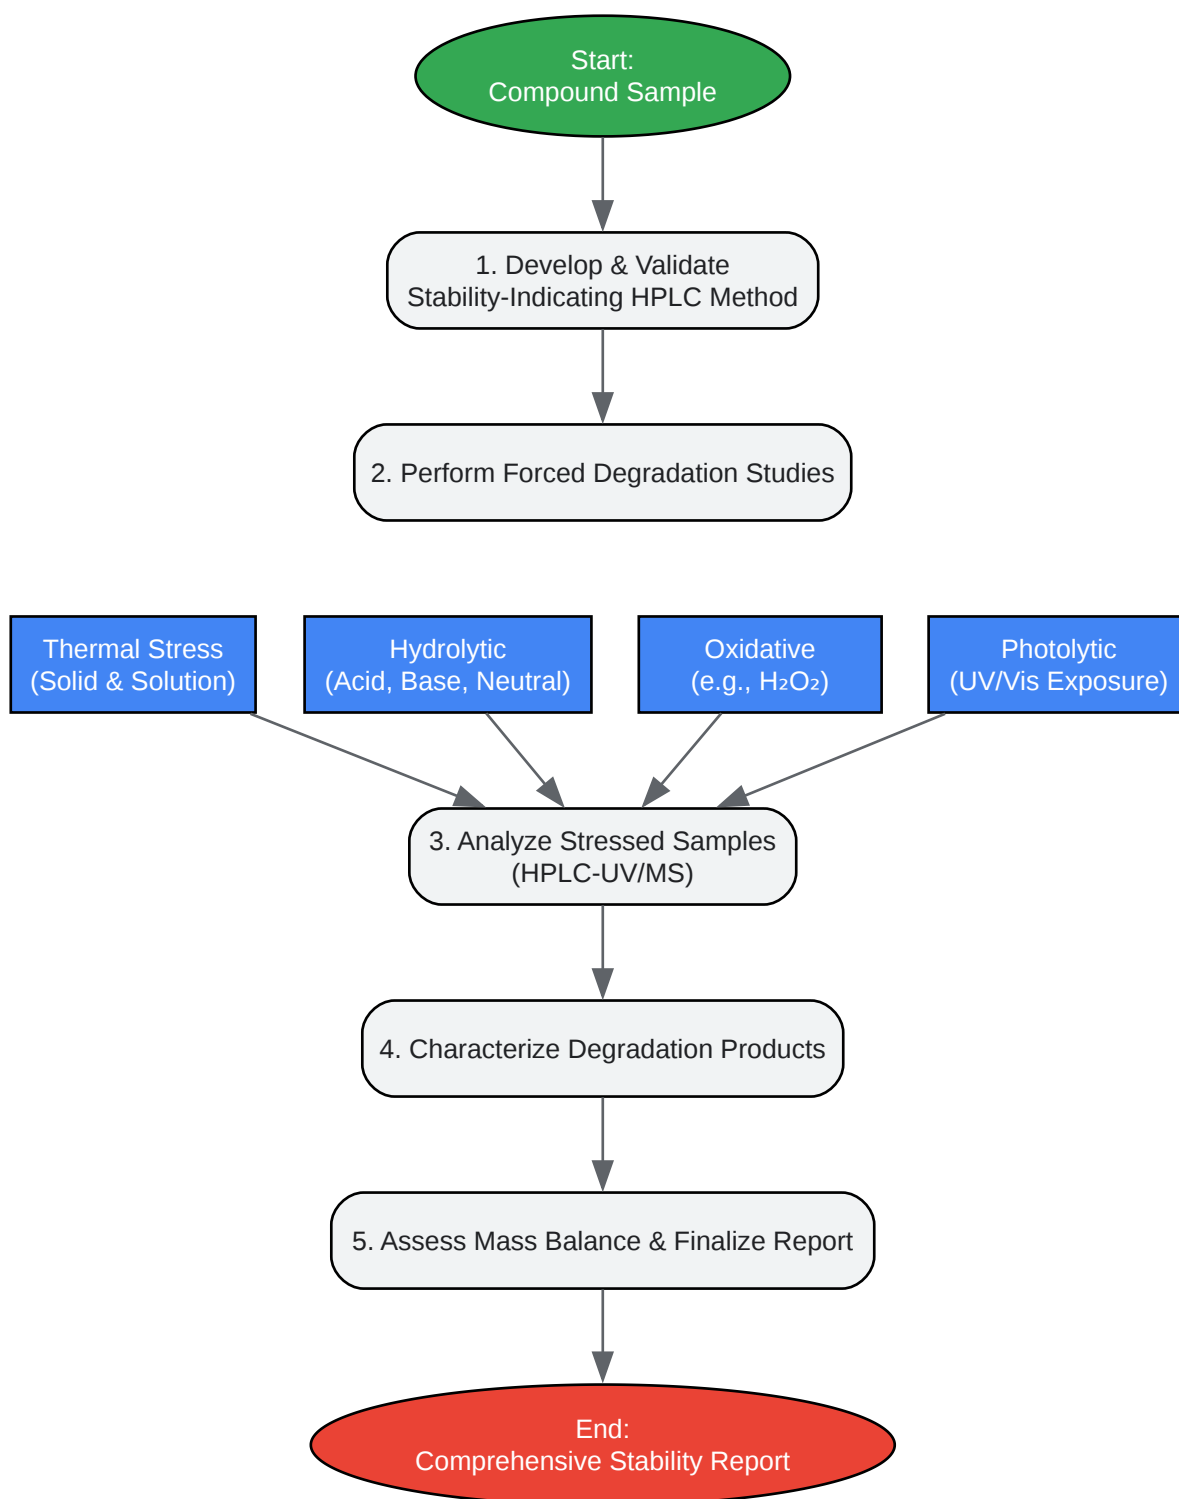 Start:
Compound Sample
1. Develop & Validate
Stability-Indicating HPLC Method
2. Perform Forced Degradation Studies
Thermal Stress
(Solid & Solution)
Hydrolytic
(Acid, Base, Neutral)
Oxidative
(e.g., H₂O₂)
Photolytic
(UV/Vis Exposure)
3. Analyze Stressed Samples
(HPLC-UV/MS)
4. Characterize Degradation Products
5. Assess Mass Balance & Finalize Report
End:
Comprehensive Stability Report